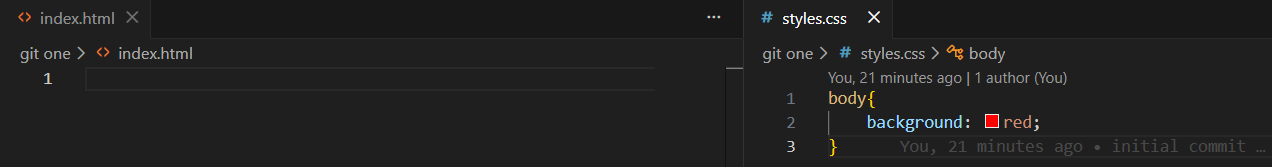 index.html
git one > index.html
1
styles.css
git one > # styles.css > body
You, 21 minutes ago | 1 author (You)
1 body{
2 background: red;
3 } You, 21 minutes ago • initial commit …